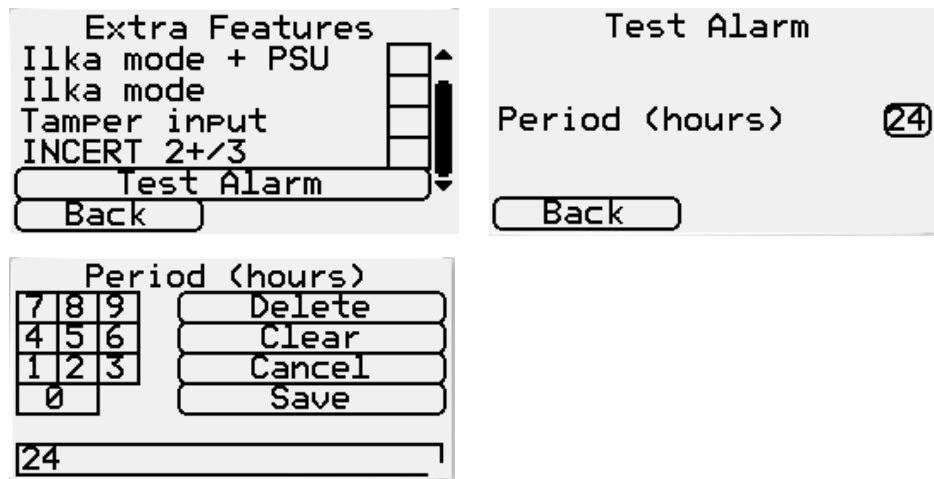 Extra Features
Ilka mode + PSU
Ilka mode
Tamper input
INCERT 2+/3
Test Alarm
Back
Test Alarm
Period (hours) 24
Back
Period (hours)
7 8 9 Delete
4 5 6 Clear
1 2 3 Cancel
0 Save
24